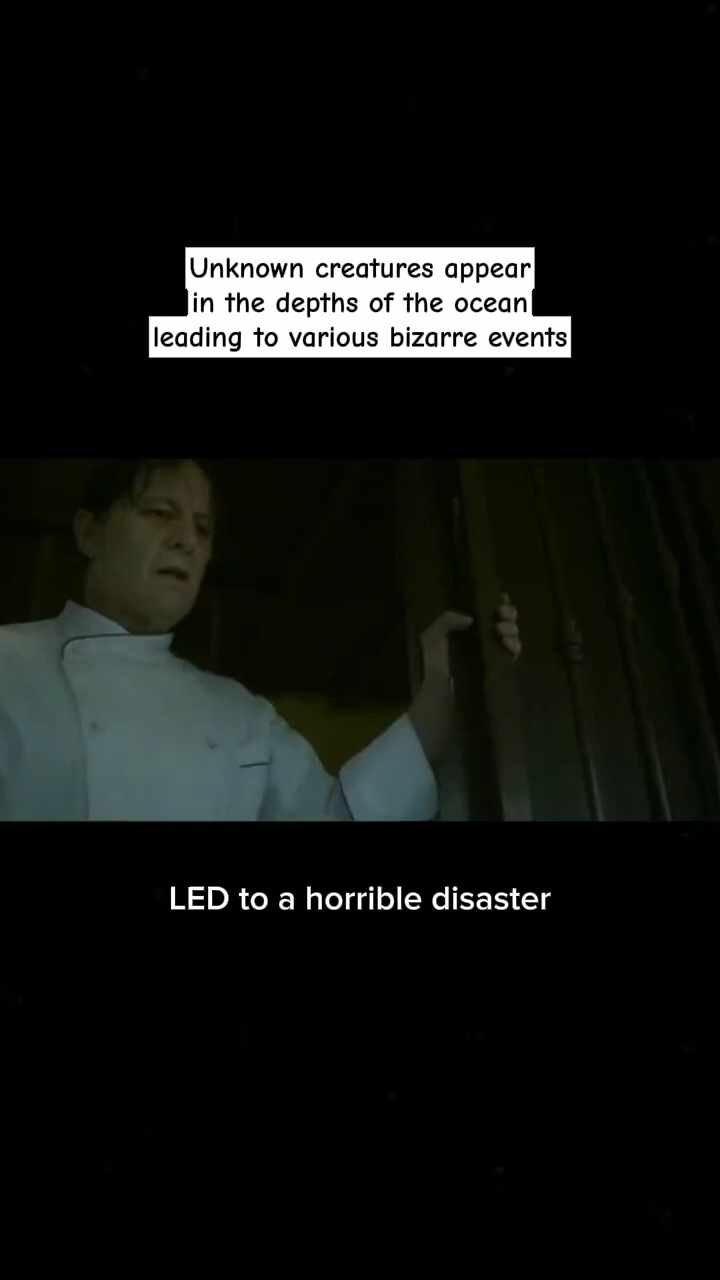 Unknown creatures appear
in the depths of the ocean
leading to various bizarre events
LED to a horrible disaster